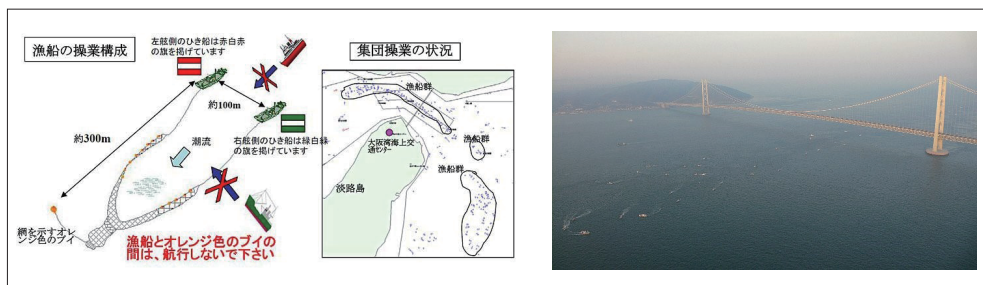 漁船の操業構成
左舷側のひき船は赤白赤
の旗を掲げています
約100m
約300m
潮流
右舷側のひき船は緑白緑
の旗を掲げています
網を示すオレ
ンジ色のブイ
漁船とオレンジ色のブイの
間は、航行しないで下さい
集団操業の状況
漁船群
大阪湾海上交
通センター
漁船群
淡路島
漁船群